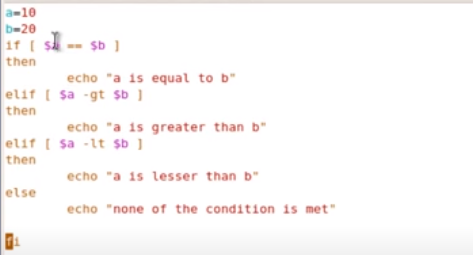 a=10
b=20
if [ $a == $b ]
then
echo "a is equal to b"
elif [ $a -gt $b ]
then
echo "a is greater than b"
elif [ $a -lt $b ]
then
echo "a is lesser than b"
else
echo "none of the condition is met"
fi